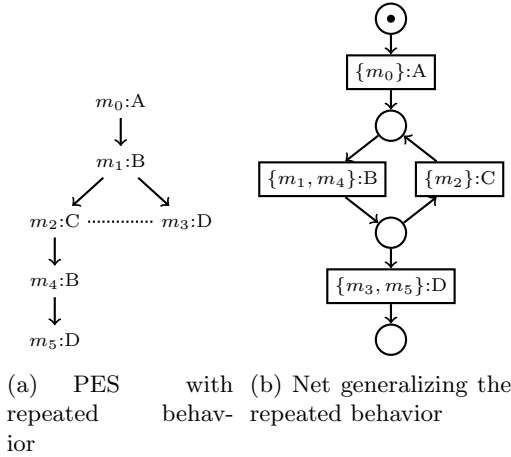 m₀:A
m₁:B
m₂:C
m₃:D
m₄:B
m₅:D
(a) PES with
repeated behav-
ior
{m₀}:A
{m₁, m₄}:B
{m₂}:C
{m₃, m₅}:D
(b) Net generalizing the
repeated behavior